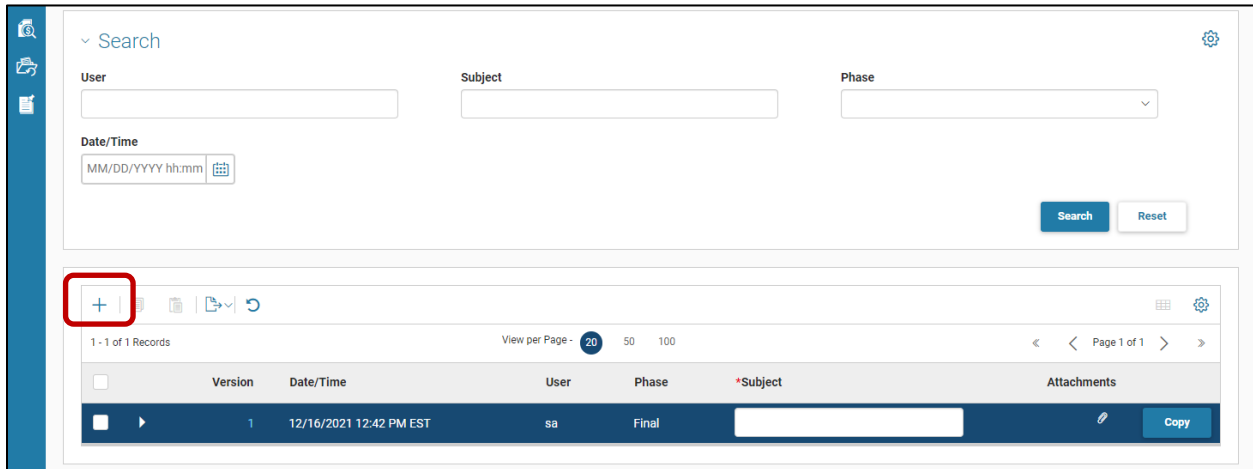 Search
User Subject Phase
Date/Time
MM/DD/YYYY hh:mm
Search Reset
1 - 1 of 1 Records View per Page - 20 50 100 Page 1 of 1
Version Date/Time User Phase *Subject Attachments
1 12/16/2021 12:42 PM EST sa Final Copy